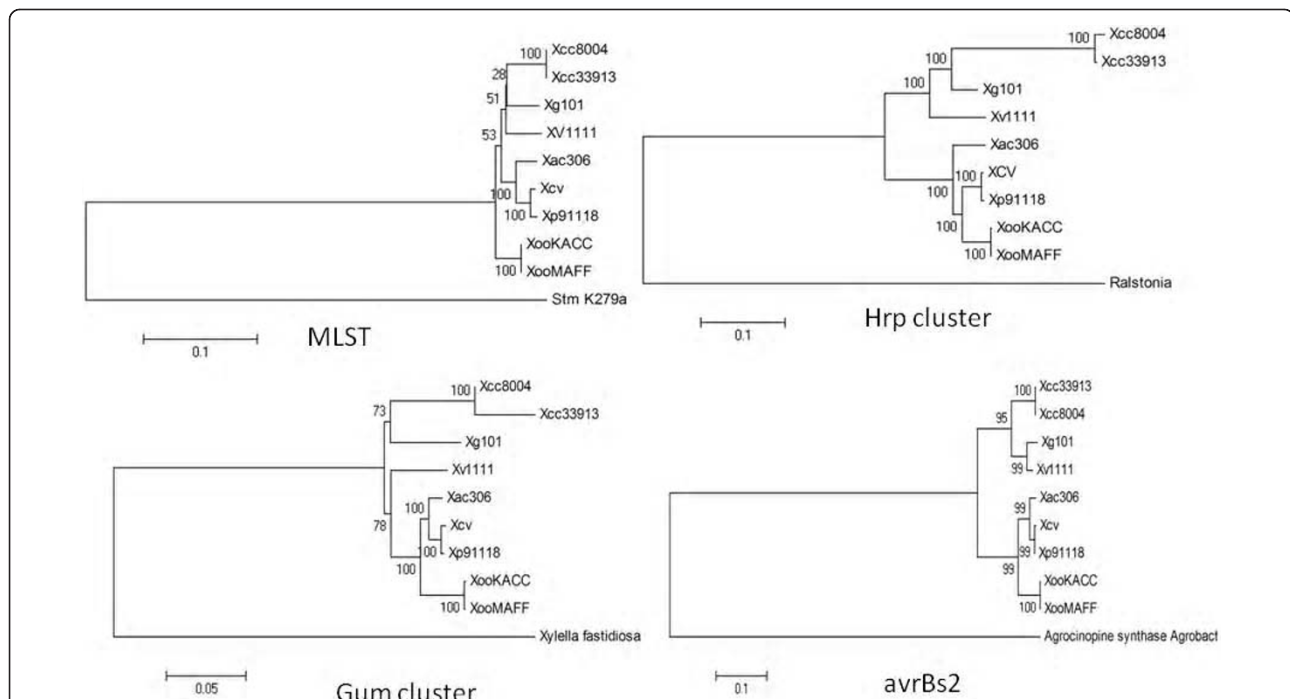 Xcc8004
100
Xcc33913
28
Xg101
51
XV1111
53
Xac306
Xcv
100
Xp91118
100
XooKACC
XooMAFF
100
Stm K279a
0.1
MLST
Xcc8004
100
Xcc33913
100
Xg101
100
Xv1111
Xac306
XCV
100
Xp91118
100
XooKACC
100
XooMAFF
100
Ralstonia
0.1
Hrp cluster
Xcc8004
100
Xcc33913
73
Xg101
Xv1111
Xac306
100
Xcv
78
Xp91118
100
XooKACC
100
XooMAFF
100
Xylella fastidiosa
0.05
Gum cluster
Xcc33913
100
Xcc8004
95
Xg101
Xv1111
99
Xac306
99
Xcv
Xp91118
99
XooKACC
99
XooMAFF
100
Agrocinopine synthase Agrobact
0.1
avrBs2